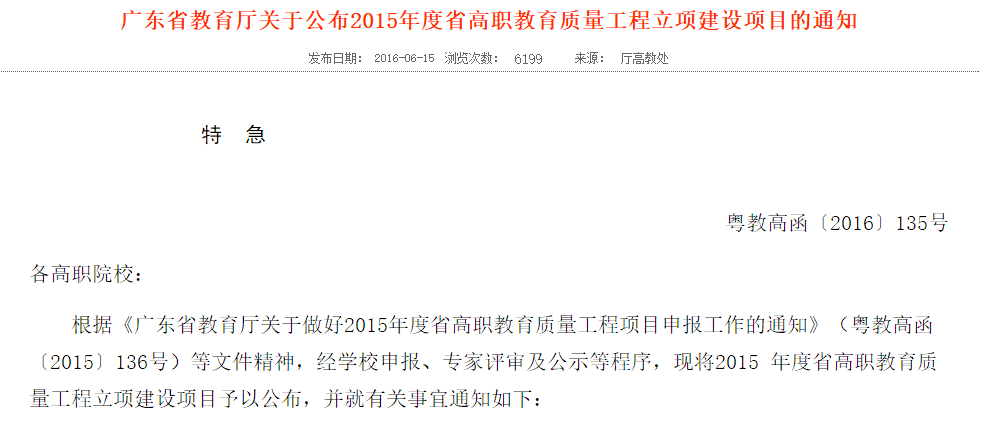 广东省教育厅关于公布2015年度省高职教育质量工程立项建设项目的通知
发布日期： 2016-06-15 浏览次数： 6199 来源： 厅高教处
特 急
粤教高函〔2016〕135号
各高职院校：
根据《广东省教育厅关于做好2015年度省高职教育质量工程项目申报工作的通知》（粤教高函
〔2015〕136号）等文件精神，经学校申报、专家评审及公示等程序，现将2015 年度省高职教育质
量工程立项建设项目予以公布，并就有关事宜通知如下：